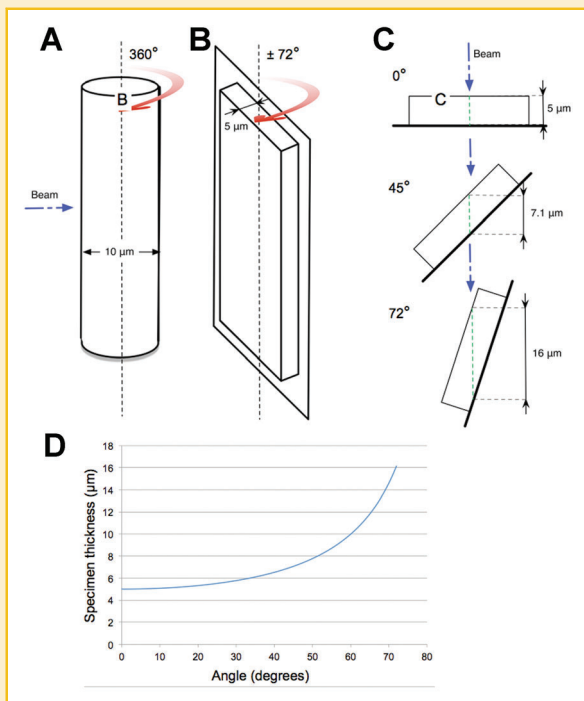 A
360°
B
Beam
10 µm
B
± 72°
5 µm
C
Beam
0°
C
5 µm
45°
7.1 µm
72°
16 µm
D
Specimen thickness (µm)
18
16
14
12
10
8
6
4
2
0
0 10 20 30 40 50 60 70 80
Angle (degrees)